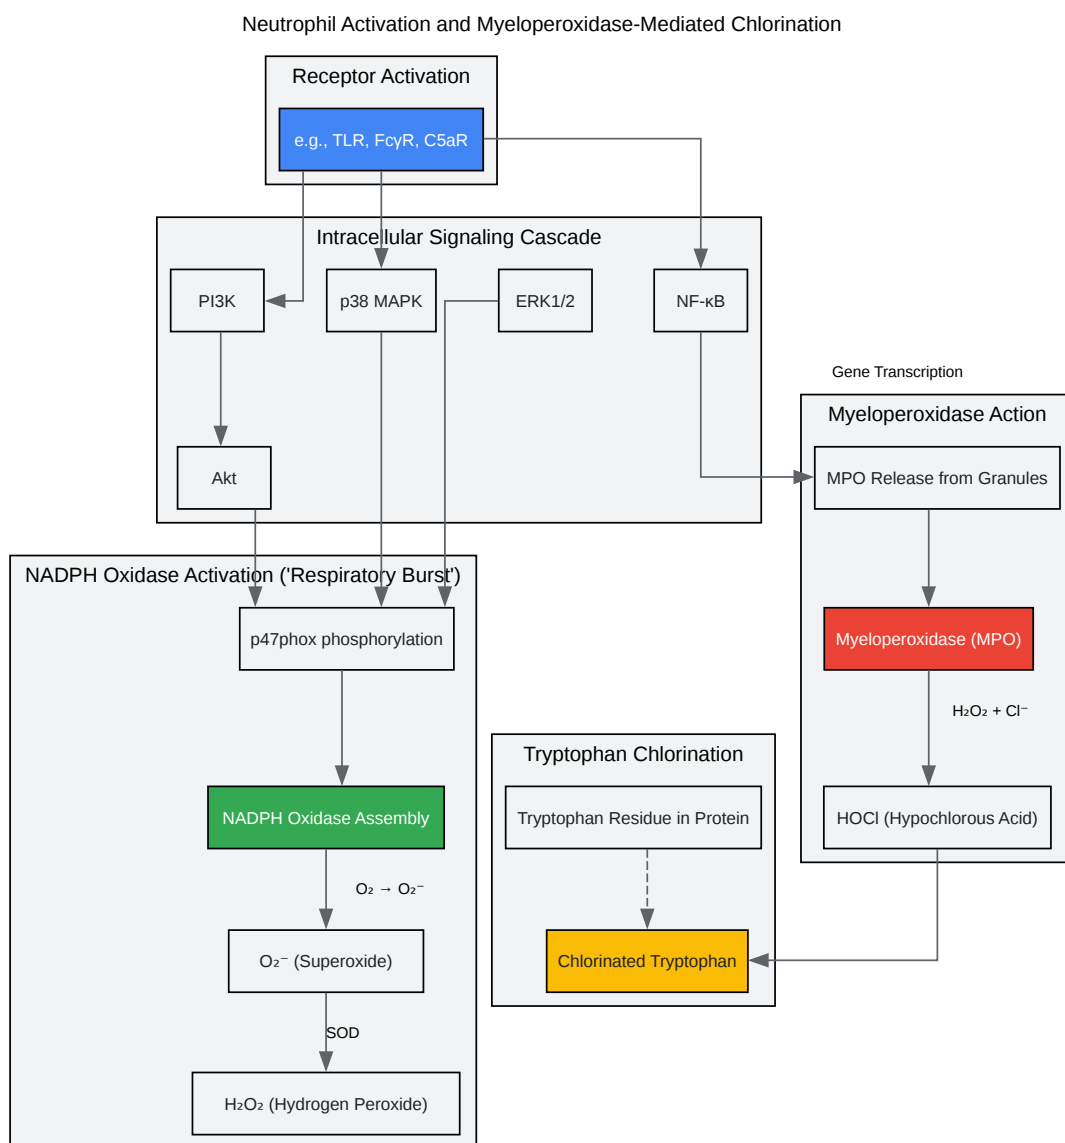 Neutrophil Activation and Myeloperoxidase-Mediated Chlorination
Receptor Activation
e.g., TLR, FcγR, C5aR
Intracellular Signaling Cascade
PI3K
p38 MAPK
ERK1/2
NF-κB
Akt
Gene Transcription
Myeloperoxidase Action
MPO Release from Granules
Myeloperoxidase (MPO)
H₂O₂ + Cl⁻
HOCl (Hypochlorous Acid)
NADPH Oxidase Activation ('Respiratory Burst')
p47phox phosphorylation
NADPH Oxidase Assembly
O₂ → O₂⁻
O₂⁻ (Superoxide)
SOD
H₂O₂ (Hydrogen Peroxide)
Tryptophan Chlorination
Tryptophan Residue in Protein
Chlorinated Tryptophan